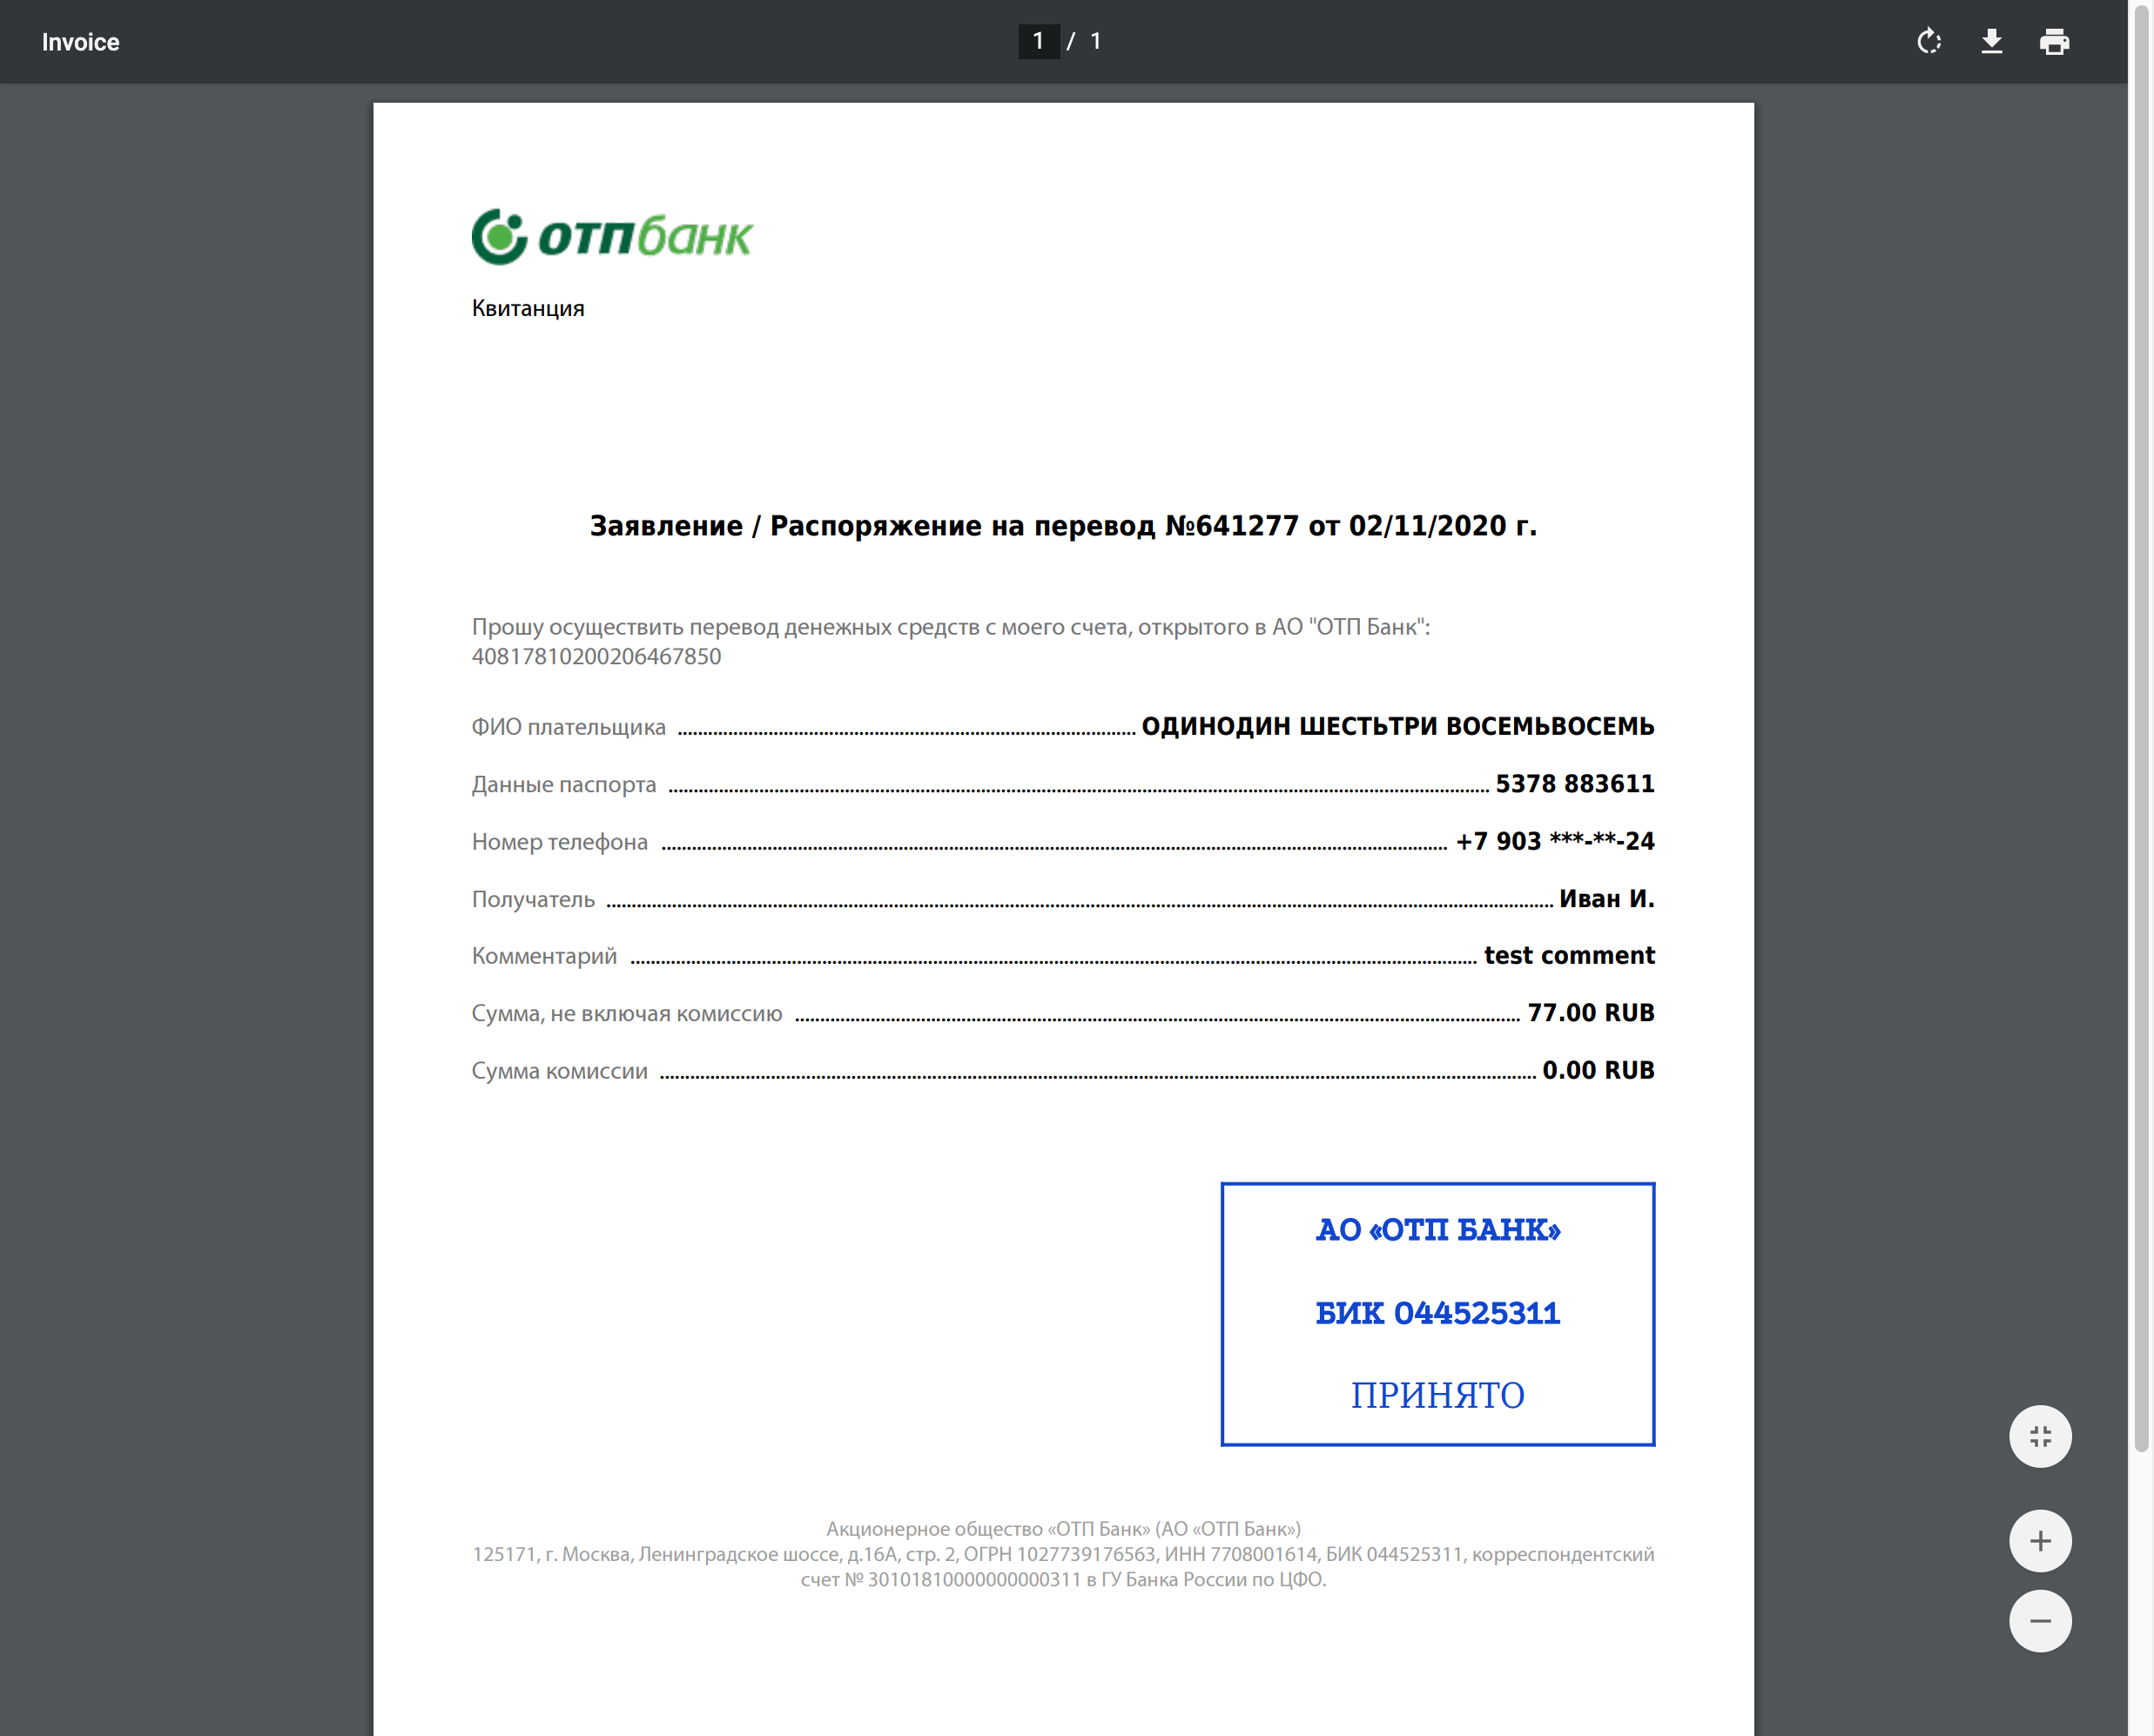 Invoice
1 / 1
отпбанк
Квитанция
Заявление / Распоряжение на перевод №641277 от 02/11/2020 г.
Прошу осуществить перевод денежных средств с моего счета, открытого в АО "ОТП Банк":
40817810200206467850
ФИО плательщика ОДИНОДИН ШЕСТЬТРИ ВОСЕМЬВОСЕМЬ
Данные паспорта 5378 883611
Номер телефона +7 903 ***-**-24
Получатель Иван И.
Комментарий test comment
Сумма, не включая комиссию 77.00 RUB
Сумма комиссии 0.00 RUB
АО «ОТП БАНК»
БИК 044525311
ПРИНЯТО
Акционерное общество «ОТП Банк» (АО «ОТП Банк»)
125171, г. Москва, Ленинградское шоссе, д.16А, стр. 2, ОГРН 1027739176563, ИНН 7708001614, БИК 044525311, корреспондентский
счет № 30101810000000000311 в ГУ Банка России по ЦФО.